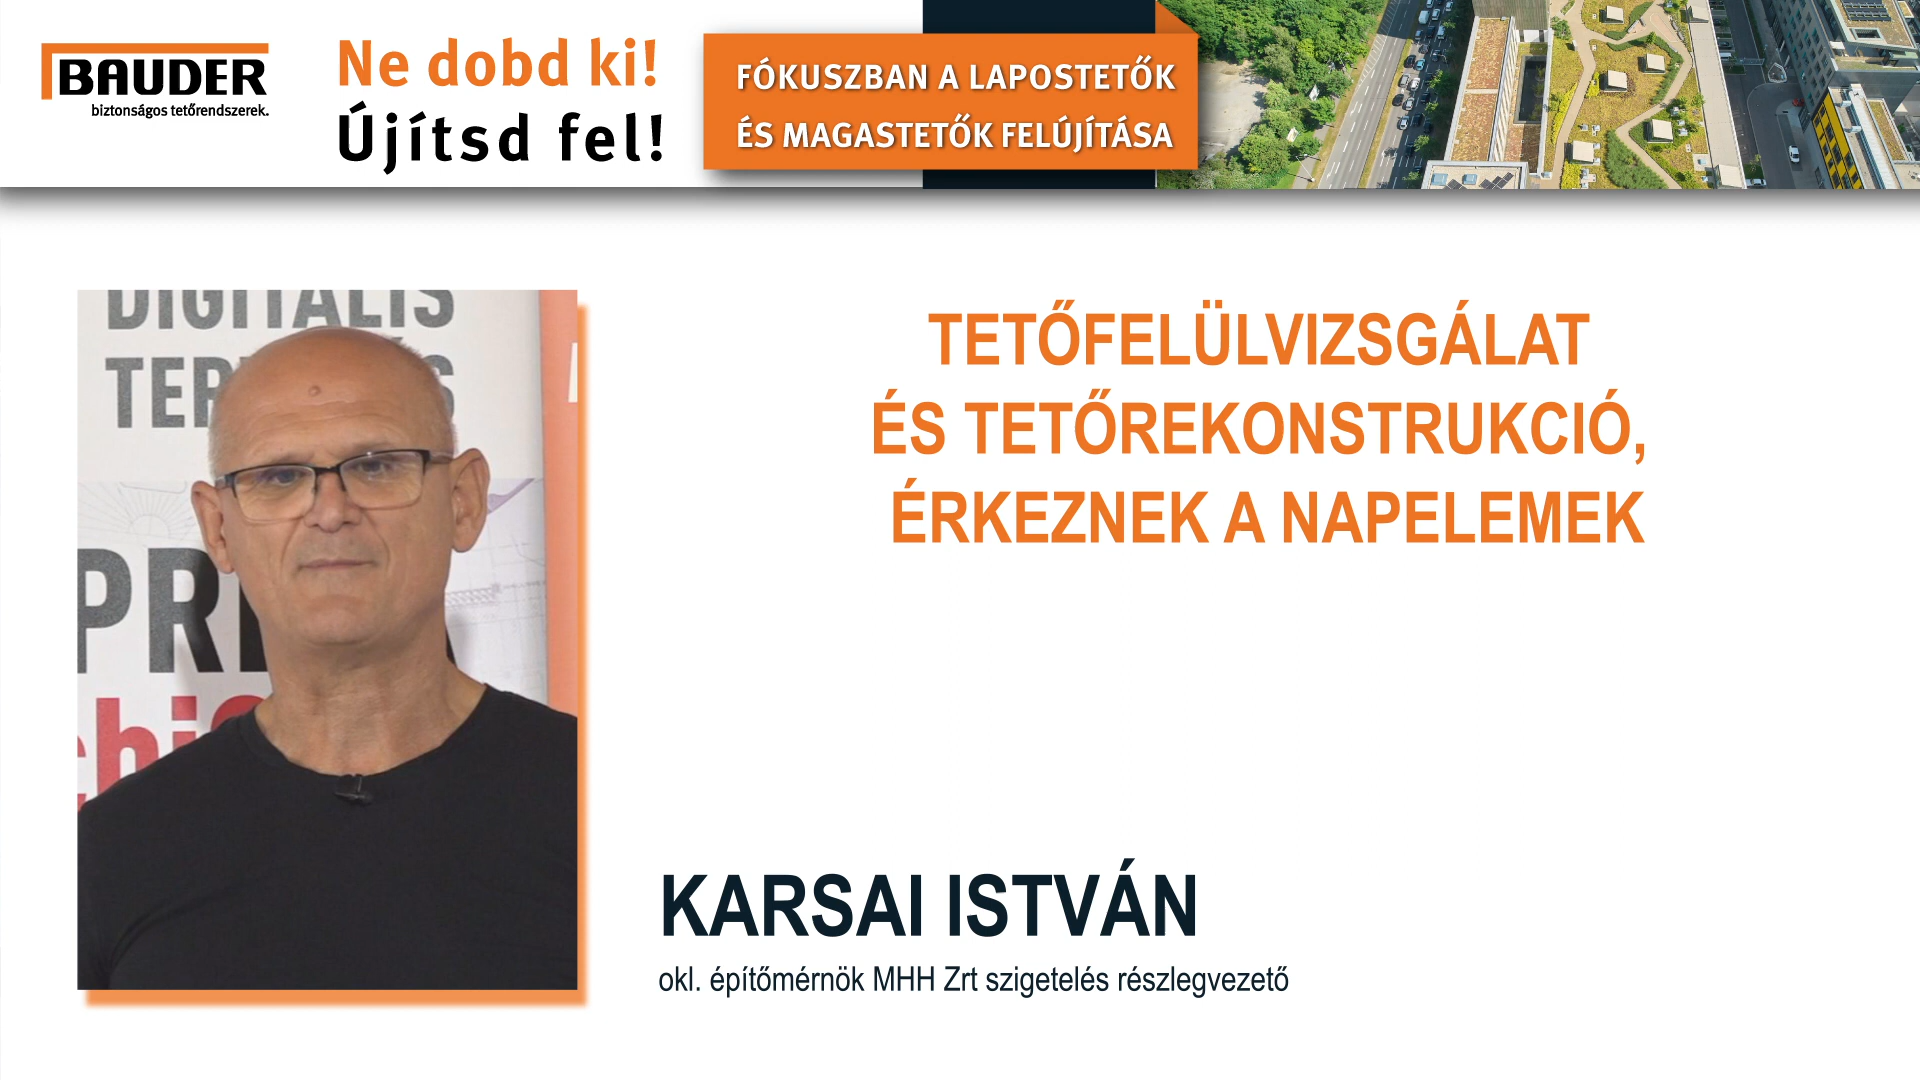 BAUDER
biztonságos tetőrendszerek.
Ne dobd ki!
Újítsd fel!
FÓKUSZBAN A LAPOSTETŐK
ÉS MAGASTETŐK FELÚJÍTÁSA
DIGITÁLIS
TETŐFELÜLVIZSGÁLAT
ÉS TETŐREKONSTRUKCIÓ,
ÉRKEZNEK A NAPELEMEK
KARSAI ISTVÁN
okl. építőmérnök MHH Zrt szigetelés részlegvezető